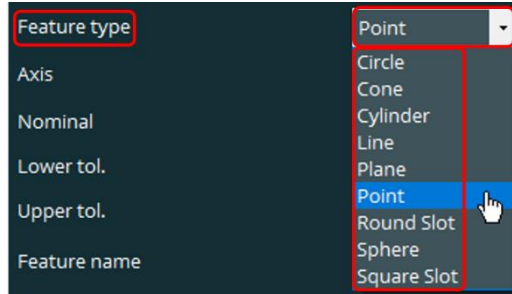 Feature type
Point
Axis
Nominal
Lower tol.
Upper tol.
Feature name
Circle
Cone
Cylinder
Line
Plane
Point
Round Slot
Sphere
Square Slot